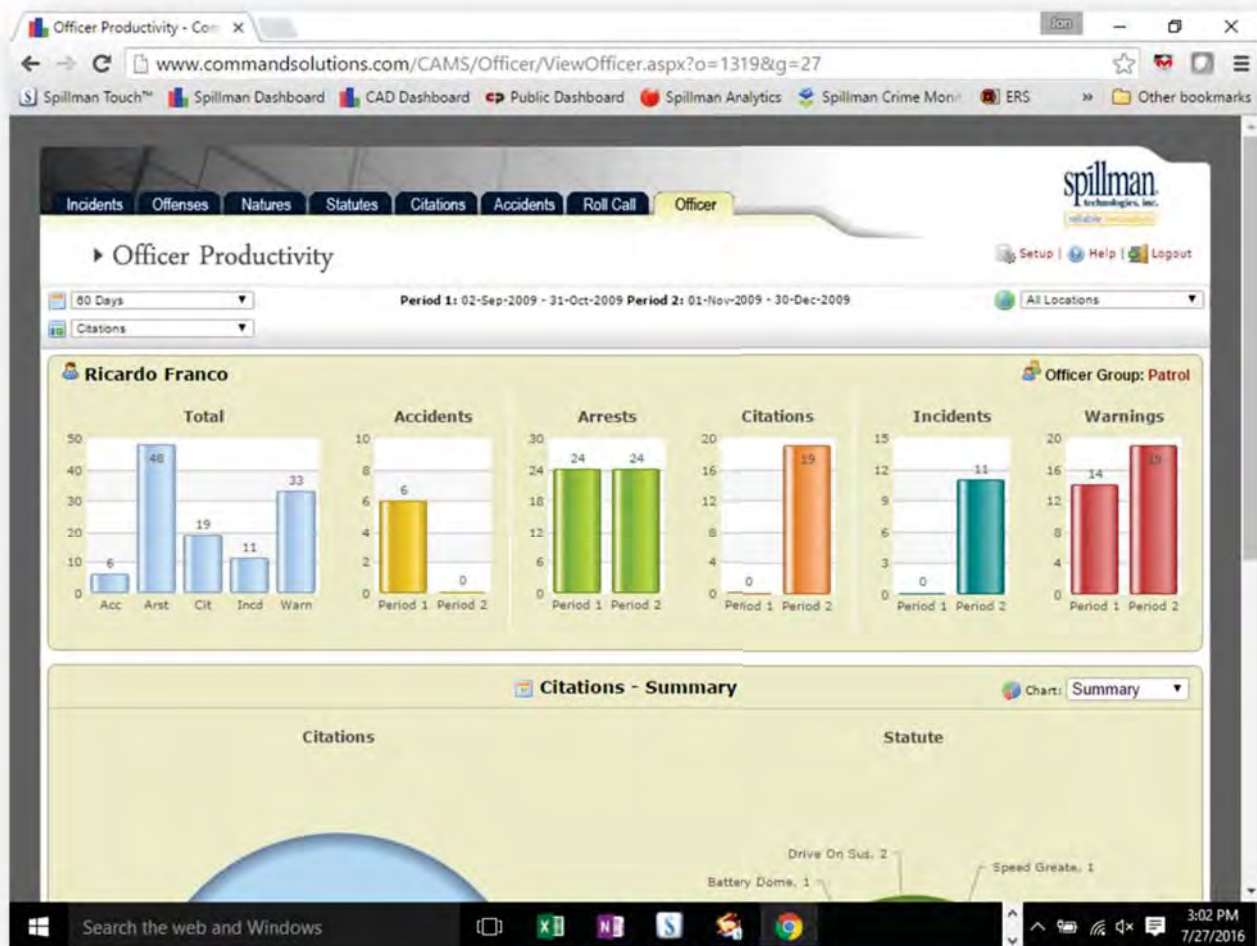 Officer Productivity - Com
Jon
www.commandsolutions.com/CAMS/Officer/ViewOfficer.aspx?o=1319&g=27
Spillman Touch™ Spillman Dashboard CAD Dashboard Public Dashboard Spillman Analytics Spillman Crime Moni ERS » Other bookmarks
spillman
technologies, inc.
reliable
Incidents Offenses Natures Statutes Citations Accidents Roll Call Officer
Officer Productivity
Setup | Help | Logout
60 Days
Period 1: 02-Sep-2009 - 31-Oct-2009 Period 2: 01-Nov-2009 - 30-Dec-2009
All Locations
Citations
Ricardo Franco
Officer Group: Patrol
Total
50
40
30
20
10
0
6
48
19
11
33
Acc Arst Cit Incd Warn
Accidents
10
8
6
4
2
0
6
0
Period 1 Period 2
Arrests
30
24
18
12
6
0
24
24
Period 1 Period 2
Citations
20
16
12
8
4
0
0
19
Period 1 Period 2
Incidents
15
12
9
6
3
0
0
11
Period 1 Period 2
Warnings
20
16
12
8
4
0
14
19
Period 1 Period 2
Citations - Summary
Chart: Summary
Citations
Statute
Drive On Sus, 2
Speed Greate, 1
Battery Dome, 1
Search the web and Windows
3:02 PM
7/27/2016